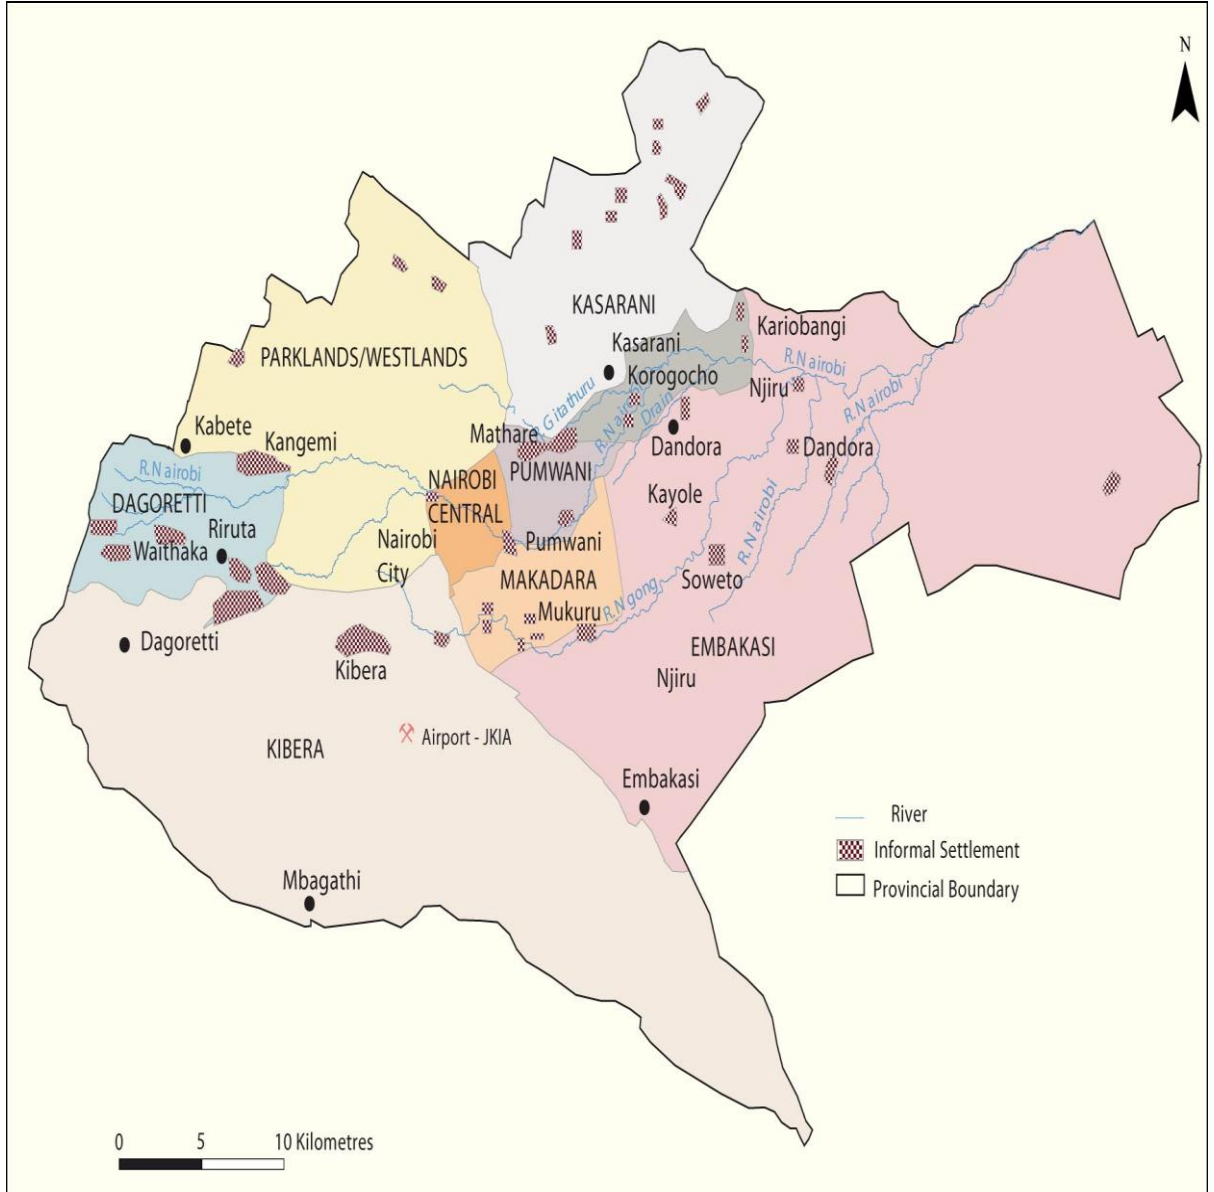 N
KASARANI
Kasarani
Kariobangi
PARKLANDS/WESTLANDS
R.Nairobi
Korogocho
Njiru
R.Gitathuru
R.Nairobi
R.Nairobi
Drain
Kabete
Kangemi
Mathare
Dandora
Dandora
R.Nairobi
NAIROBI
CENTRAL
PUMWANI
Kayole
DAGORETTI
Riruta
Waithaka
Nairobi
City
Pumwani
R.Nairobi
MAKADARA
Soweto
Mukuru
R.Ngong
Dagoretti
Kibera
EMBAKASI
Njiru
KIBERA
Airport - JKIA
Embakasi
River
Informal Settlement
Provincial Boundary
Mbagathi
0 5 10 Kilometres